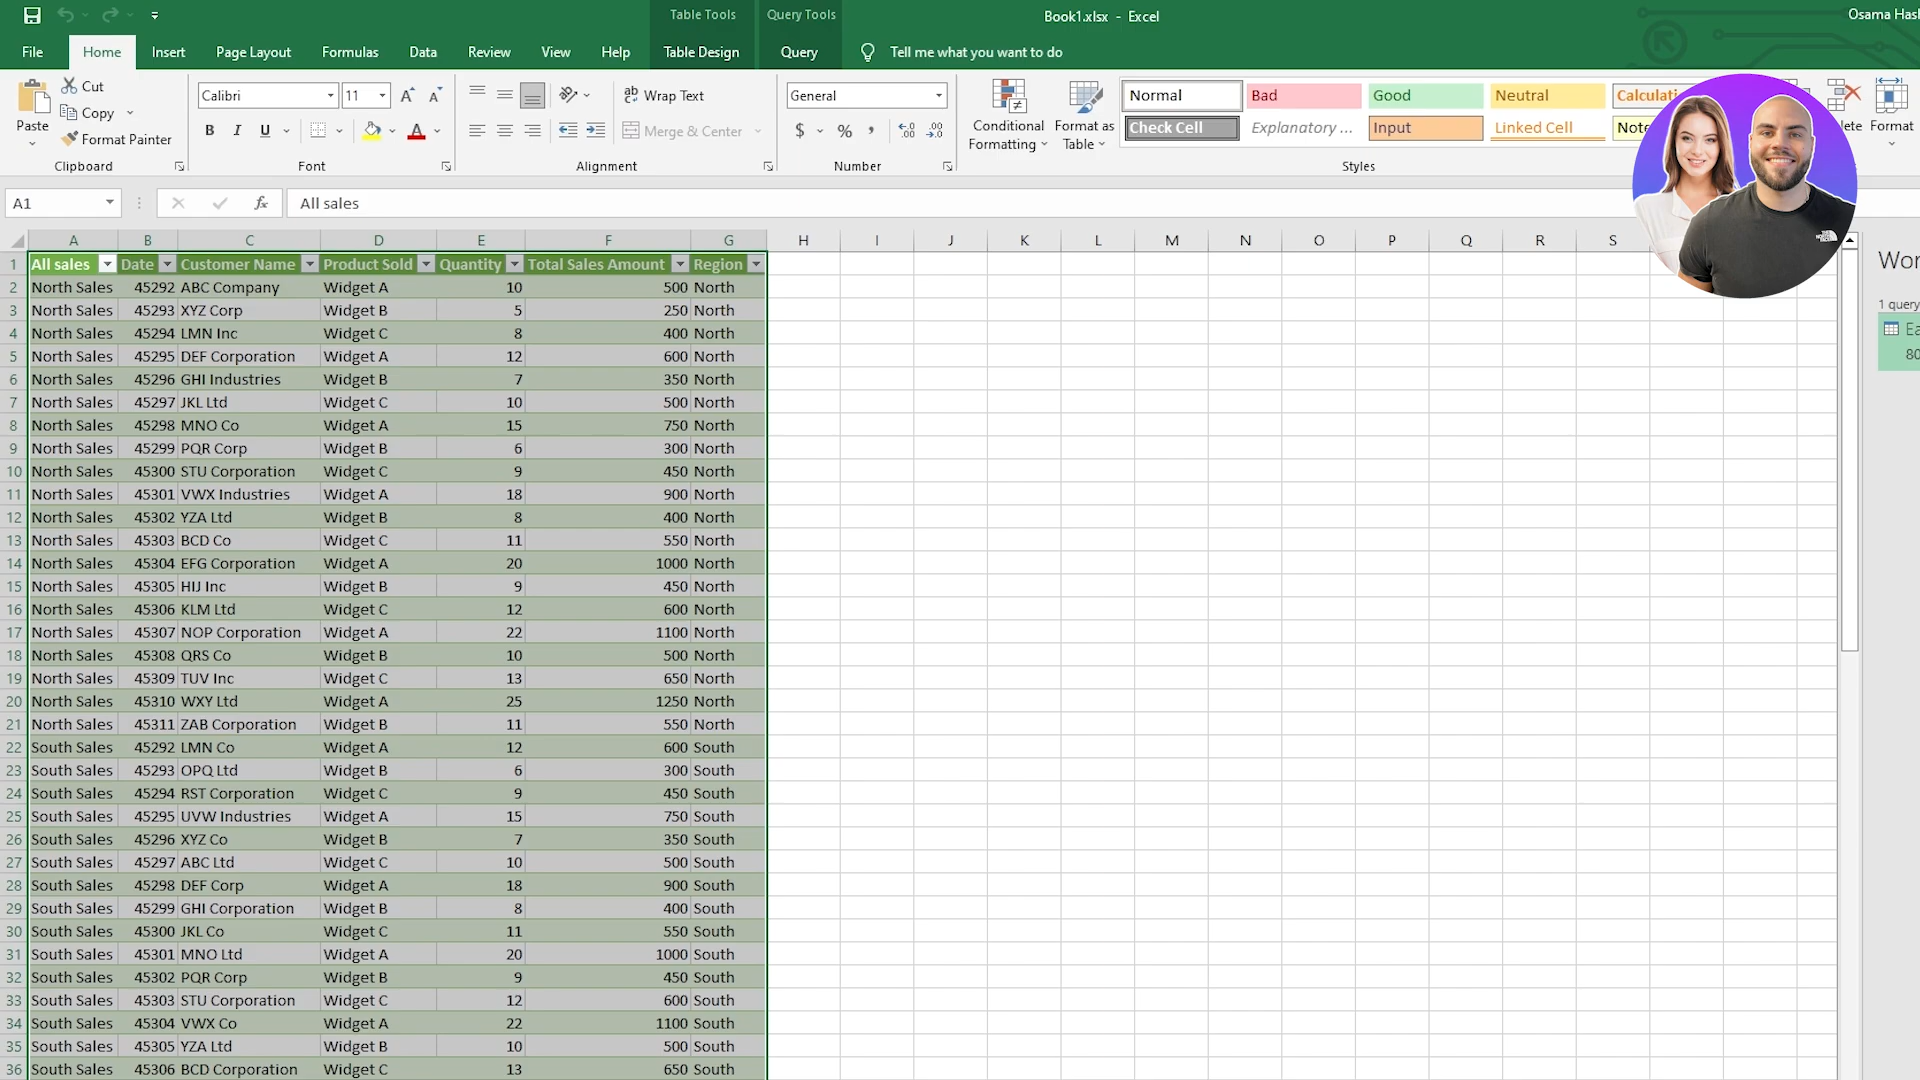 Table Tools Query Tools Book1.xlsx - Excel Osama Hash
File Home Insert Page Layout Formulas Data Review View Help Table Design Query Tell me what you want to do
Paste Cut Copy Format Painter
Calibri 11
B I U
Wrap Text
Merge & Center
General
$ % ,
Conditional Formatting
Format as Table
Normal Bad Good Neutral Calculati
Check Cell Explanatory ... Input Linked Cell Note
Format
Clipboard Font Alignment Number Styles
A1 fx All sales
A B C D E F G H I J K L M N O P Q R S
1 All sales Date Customer Name Product Sold Quantity Total Sales Amount Region
2 North Sales 45292 ABC Company Widget A 10 500 North
3 North Sales 45293 XYZ Corp Widget B 5 250 North
4 North Sales 45294 LMN Inc Widget C 8 400 North
5 North Sales 45295 DEF Corporation Widget A 12 600 North
6 North Sales 45296 GHI Industries Widget B 7 350 North
7 North Sales 45297 JKL Ltd Widget C 10 500 North
8 North Sales 45298 MNO Co Widget A 15 750 North
9 North Sales 45299 PQR Corp Widget B 6 300 North
10 North Sales 45300 STU Corporation Widget C 9 450 North
11 North Sales 45301 VWX Industries Widget A 18 900 North
12 North Sales 45302 YZA Ltd Widget B 8 400 North
13 North Sales 45303 BCD Co Widget C 11 550 North
14 North Sales 45304 EFG Corporation Widget A 20 1000 North
15 North Sales 45305 HIJ Inc Widget B 9 450 North
16 North Sales 45306 KLM Ltd Widget C 12 600 North
17 North Sales 45307 NOP Corporation Widget A 22 1100 North
18 North Sales 45308 QRS Co Widget B 10 500 North
19 North Sales 45309 TUV Inc Widget C 13 650 North
20 North Sales 45310 WXY Ltd Widget A 25 1250 North
21 North Sales 45311 ZAB Corporation Widget B 11 550 North
22 South Sales 45292 LMN Co Widget A 12 600 South
23 South Sales 45293 OPQ Ltd Widget B 6 300 South
24 South Sales 45294 RST Corporation Widget C 9 450 South
25 South Sales 45295 UVW Industries Widget A 15 750 South
26 South Sales 45296 XYZ Co Widget B 7 350 South
27 South Sales 45297 ABC Ltd Widget C 10 500 South
28 South Sales 45298 DEF Corp Widget A 18 900 South
29 South Sales 45299 GHI Corporation Widget B 8 400 South
30 South Sales 45300 JKL Co Widget C 11 550 South
31 South Sales 45301 MNO Ltd Widget A 20 1000 South
32 South Sales 45302 PQR Corp Widget B 9 450 South
33 South Sales 45303 STU Corporation Widget C 12 600 South
34 South Sales 45304 VWX Co Widget A 22 1100 South
35 South Sales 45305 YZA Ltd Widget B 10 500 South
36 South Sales 45306 BCD Corporation Widget C 13 650 South
Wor
1 query
Ea
80